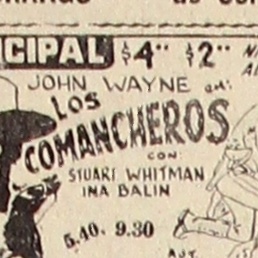 CIPAL $4" $2"
JOHN WAYNE en:
LOS
COMANCHEROS
CON:
STUART WHITMAN
INA BALIN
5.40. 9.30